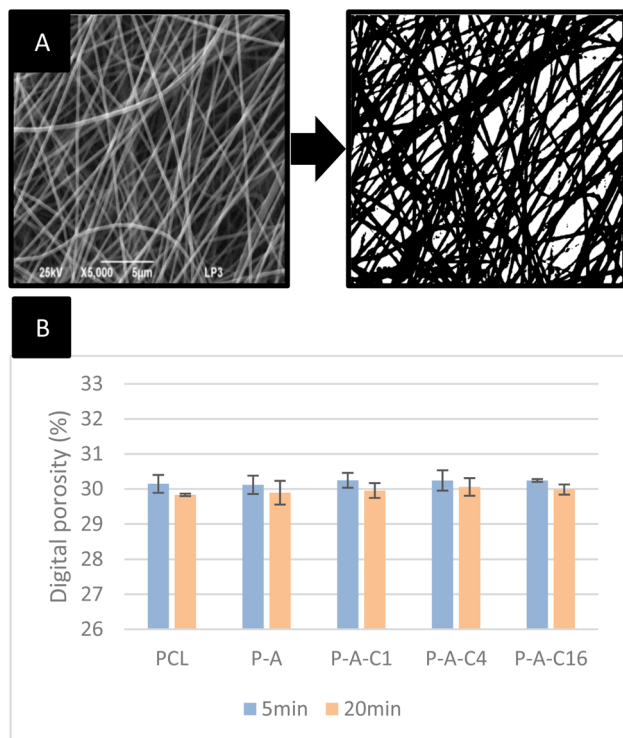 A
25kV X5,000 5μm LP3
B
Digital porosity (%)
33
32
31
30
29
28
27
26
PCL P-A P-A-C1 P-A-C4 P-A-C16
5min 20min